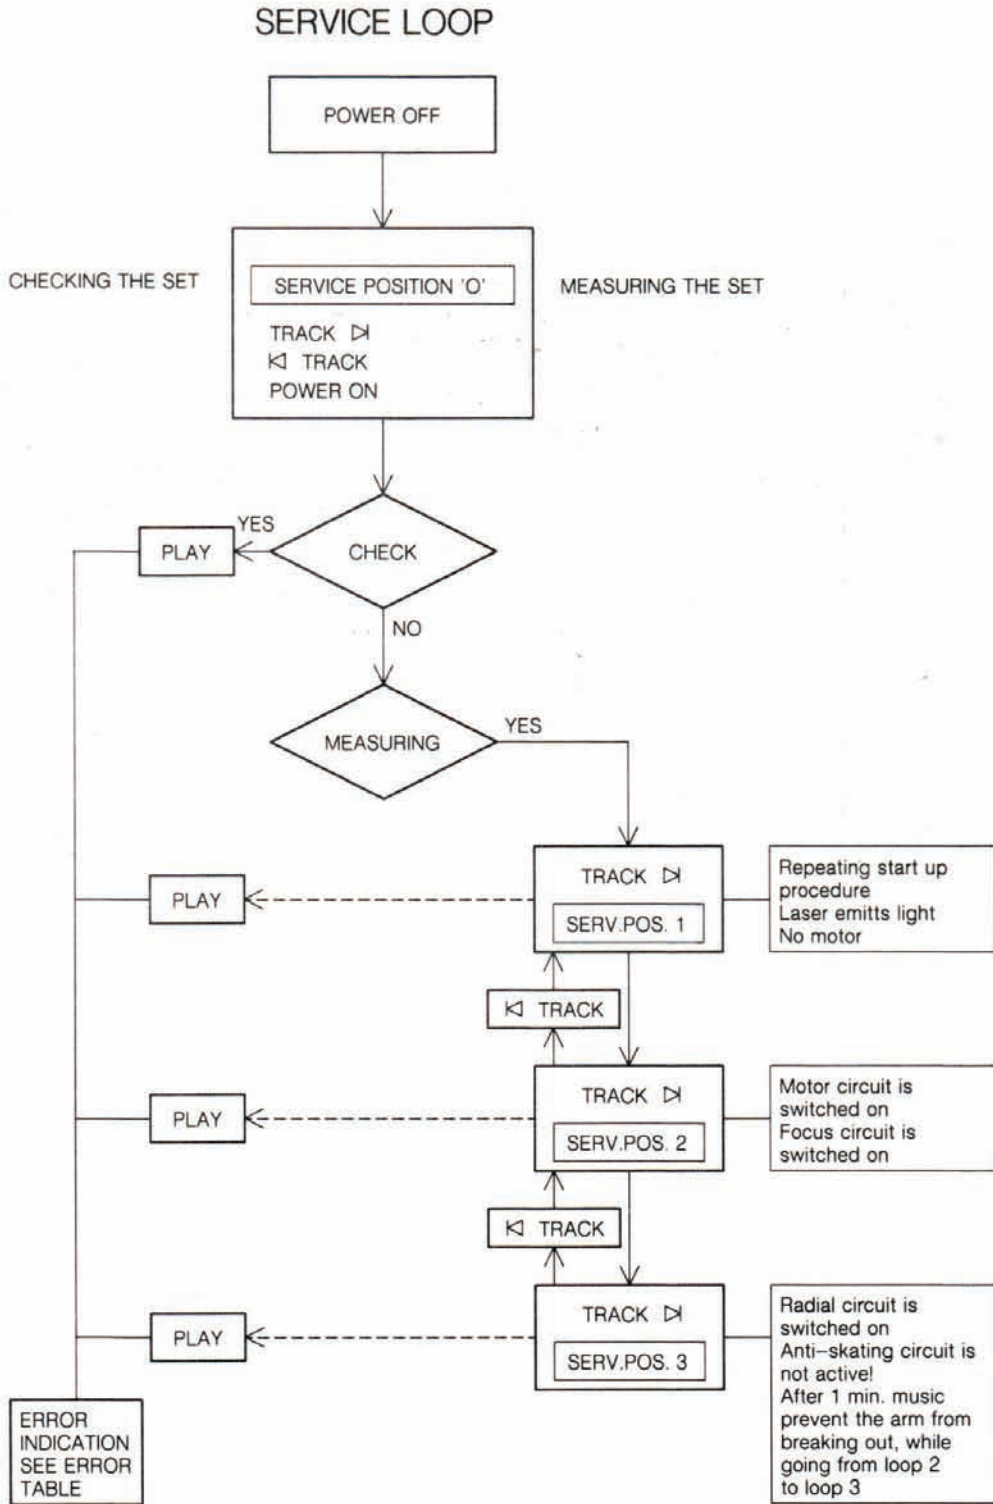 SERVICE LOOP
POWER OFF
CHECKING THE SET
SERVICE POSITION 'O'
TRACK
TRACK
POWER ON
MEASURING THE SET
CHECK
YES
PLAY
NO
MEASURING
YES
TRACK
SERV.POS. 1
Repeating start up
procedure
Laser emitts light
No motor
PLAY
TRACK
TRACK
SERV.POS. 2
Motor circuit is
switched on
Focus circuit is
switched on
PLAY
TRACK
TRACK
SERV.POS. 3
Radial circuit is
switched on
Anti–skating circuit is
not active!
After 1 min. music
prevent the arm from
breaking out, while
going from loop 2
to loop 3
PLAY
ERROR
INDICATION
SEE ERROR
TABLE